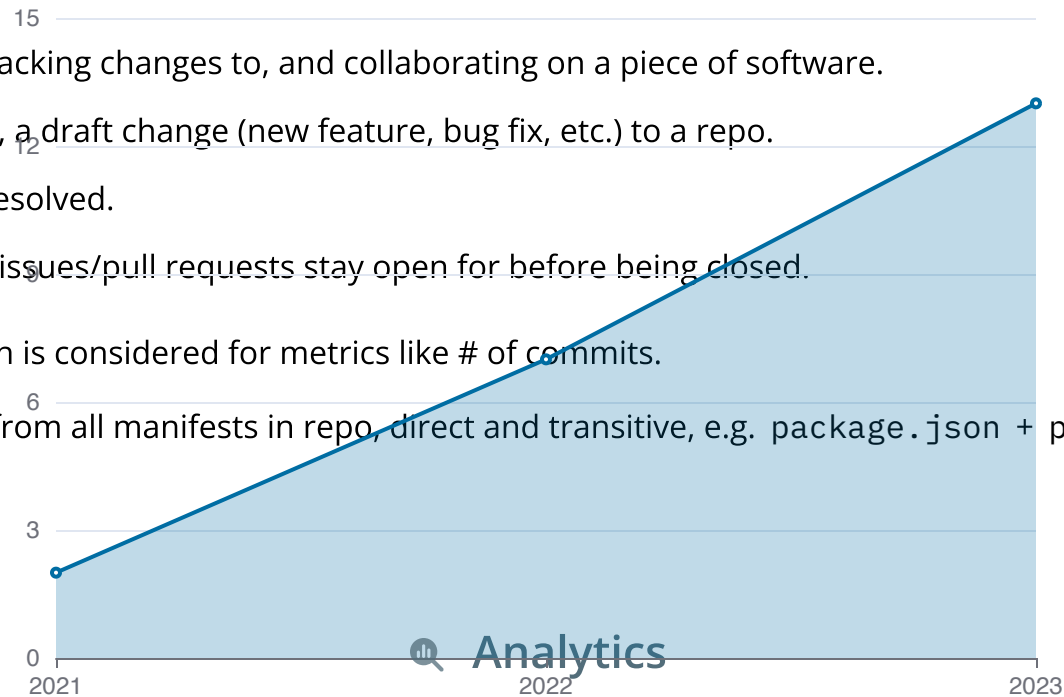 15
acking changes to, and collaborating on a piece of software.
, a draft change (new feature, bug fix, etc.) to a repo.
12
esolved.
issues/pull requests stay open for before being closed.
9
n is considered for metrics like # of commits.
6
from all manifests in repo, direct and transitive, e.g. package.json + p
3
Analytics
0
2021 2022 2023